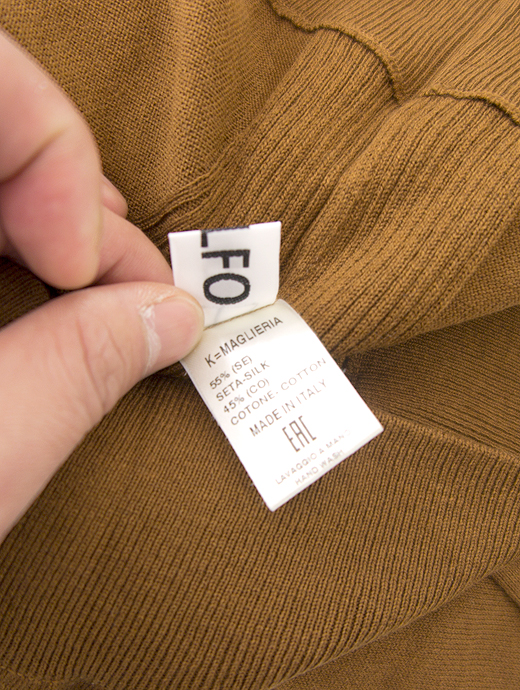 LFO
K=MAGLIERIA
55% (SE)
SETA-SILK
45% (CO)
COTONE- COTTON
MADE IN ITALY
EAC
LAVAGGIO A MANO
HAND WASH